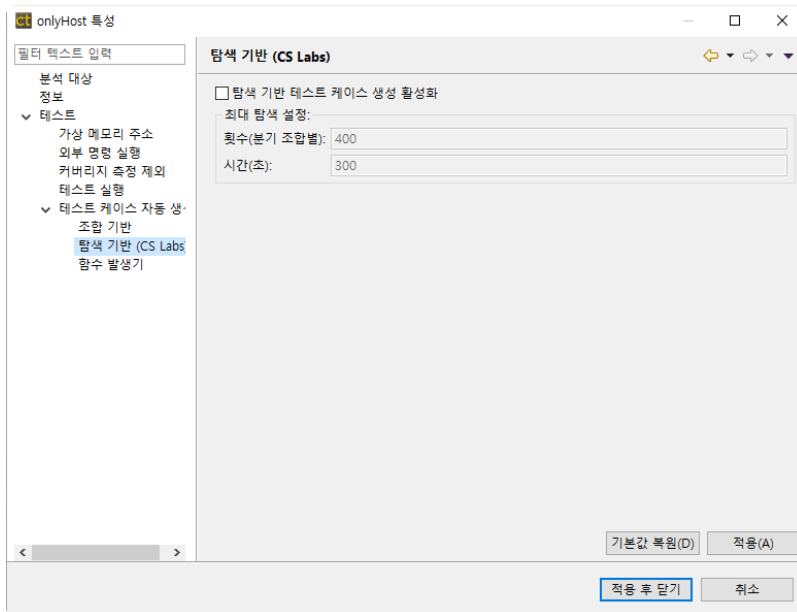 ct onlyHost 특성
필터 텍스트 입력
분석 대상
정보
테스트
가상 메모리 주소
외부 명령 실행
커버리지 측정 제외
테스트 실행
테스트 케이스 자동 생
조합 기반
탐색 기반 (CS Labs)
함수 발생기
탐색 기반 (CS Labs)
탐색 기반 테스트 케이스 생성 활성화
최대 탐색 설정:
횟수(분기 조합별): 400
시간(초): 300
기본값 복원(D) 적용(A)
적용 후 닫기 취소